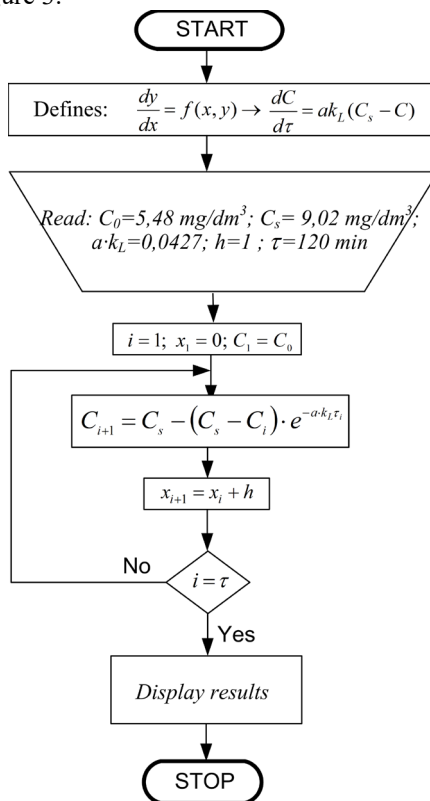 ure 3.
START
Defines: dy/dx = f(x, y) → dC/dτ = ak_L(C_s − C)
Read: C_0=5,48 mg/dm^3; C_s= 9,02 mg/dm^3;
a·k_L=0,0427; h=1 ; τ=120 min
i = 1; x_1 = 0; C_1 = C_0
C_{i+1} = C_s − (C_s − C_i) · e^{−a·k_L τ_i}
x_{i+1} = x_i + h
No
i = τ
Yes
Display results
STOP